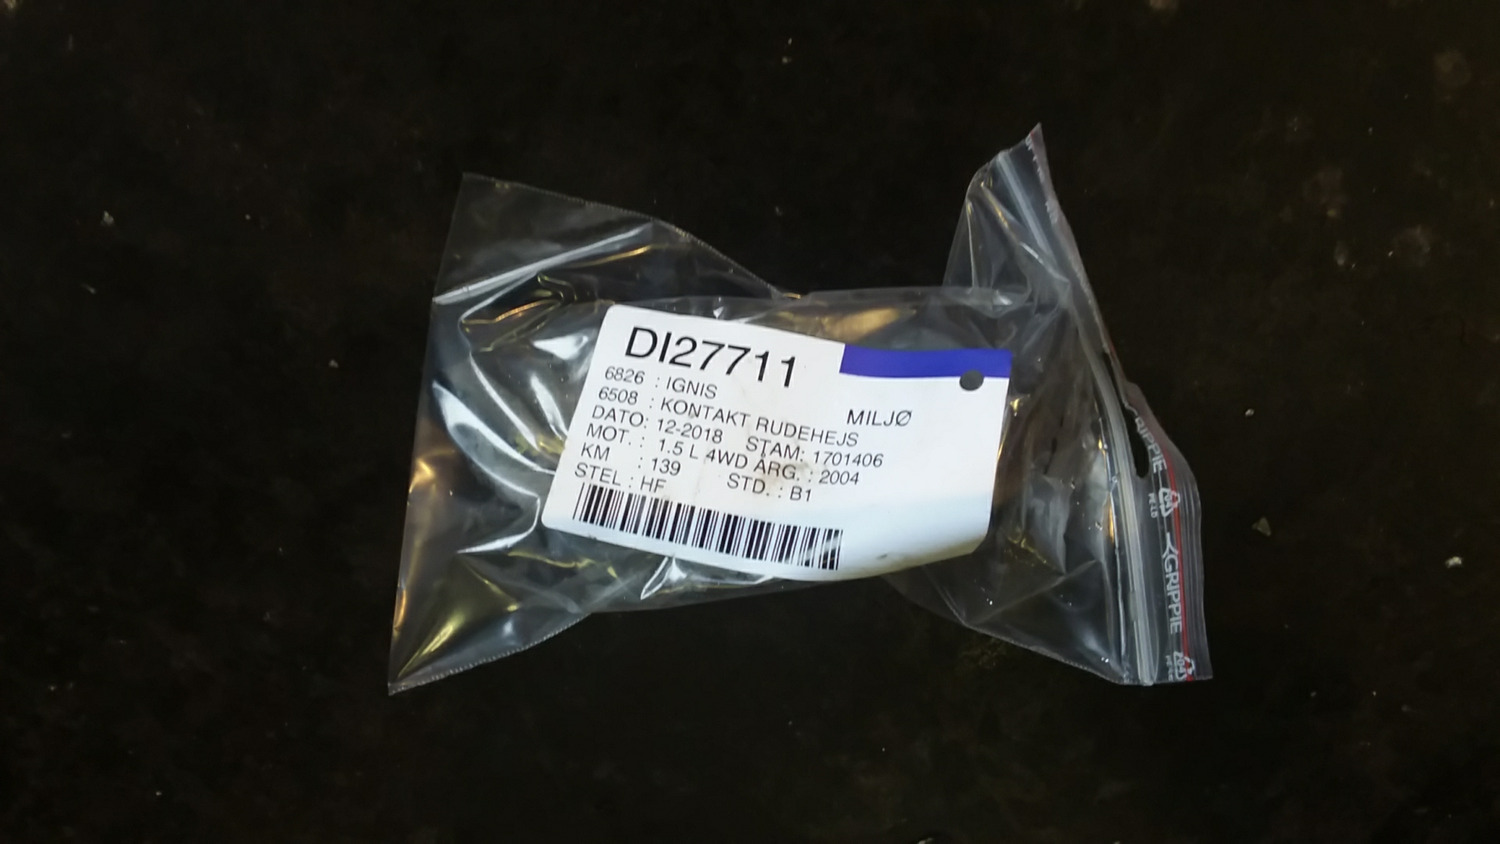 DI27711
6826 : IGNIS
MILJØ
6508 : KONTAKT RUDEHEJS
DATO: 12-2018 STAM: 1701406
MOT. : 1.5 L 4WD ÅRG. : 2004
KM : 139 STD. : B1
STEL : HF
GRIPPIE
GRIPPIE